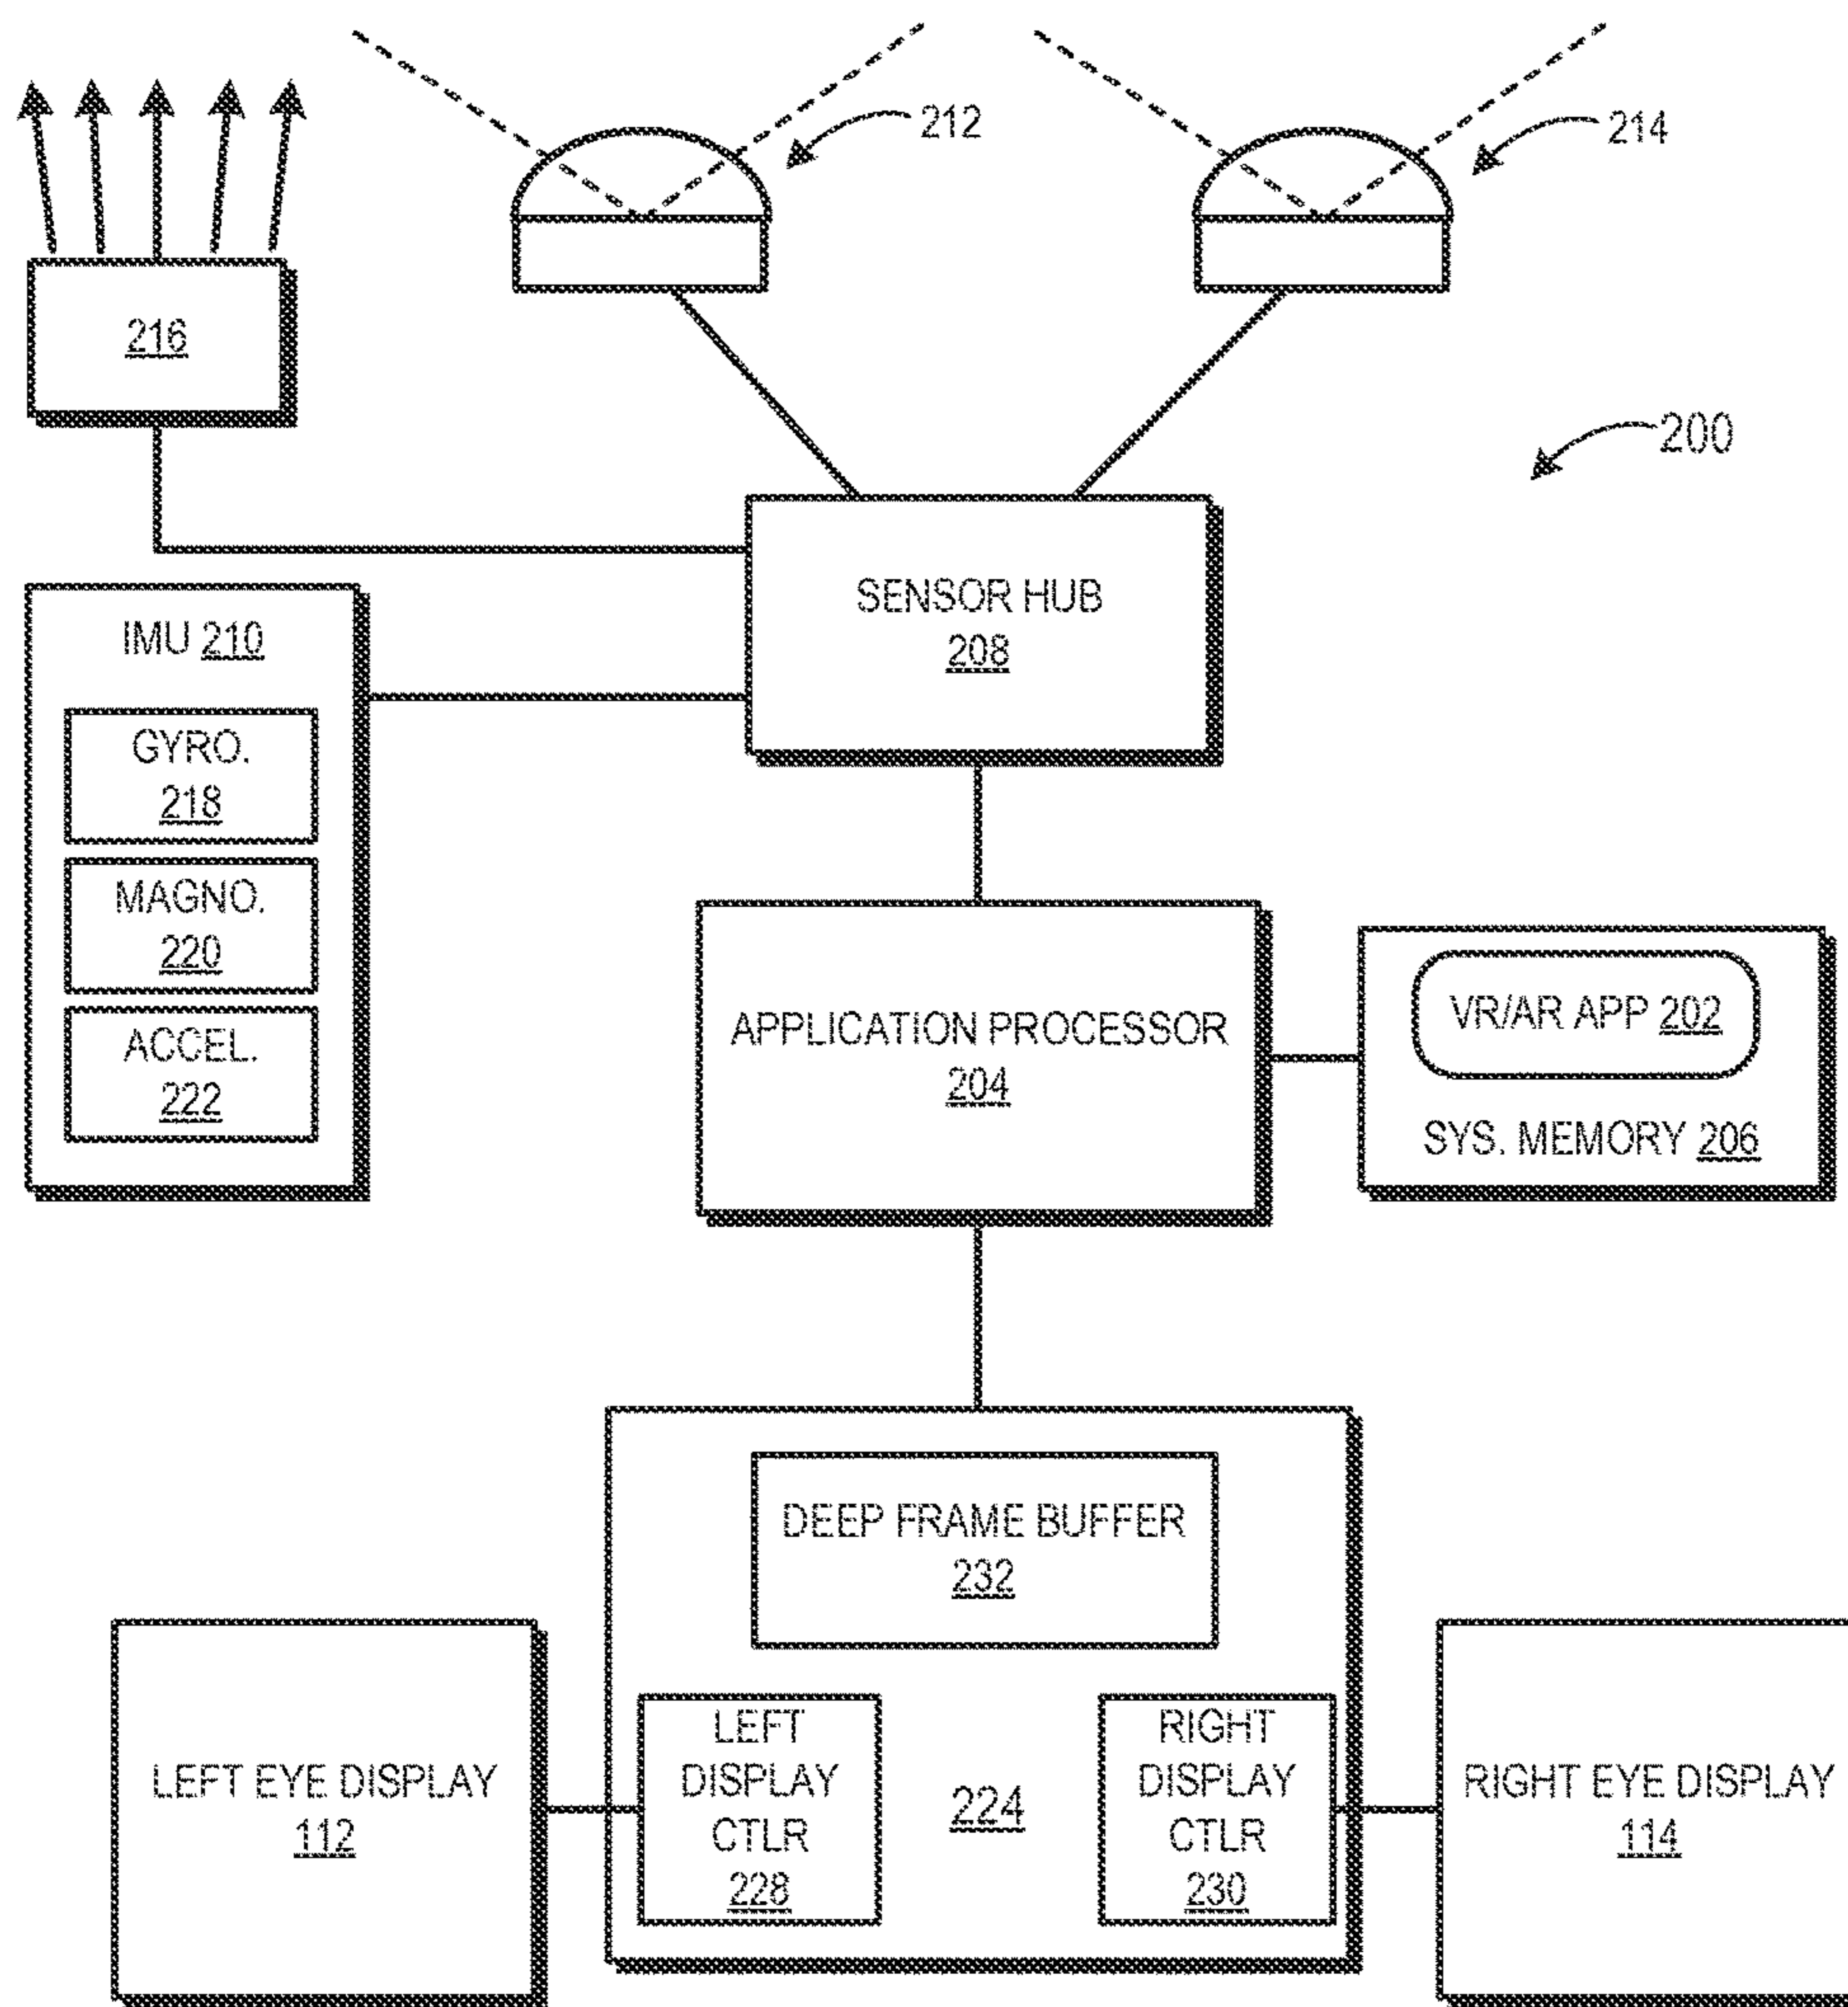 212
214
216
200
SENSOR HUB
208
IMU 210
GYRO.
218
MAGNO.
220
ACCEL.
222
APPLICATION PROCESSOR
204
VR/AR APP 202
SYS. MEMORY 206
DEEP FRAME BUFFER
232
LEFT EYE DISPLAY
112
LEFT
DISPLAY
CTLR
228
224
RIGHT
DISPLAY
CTLR
230
RIGHT EYE DISPLAY
114